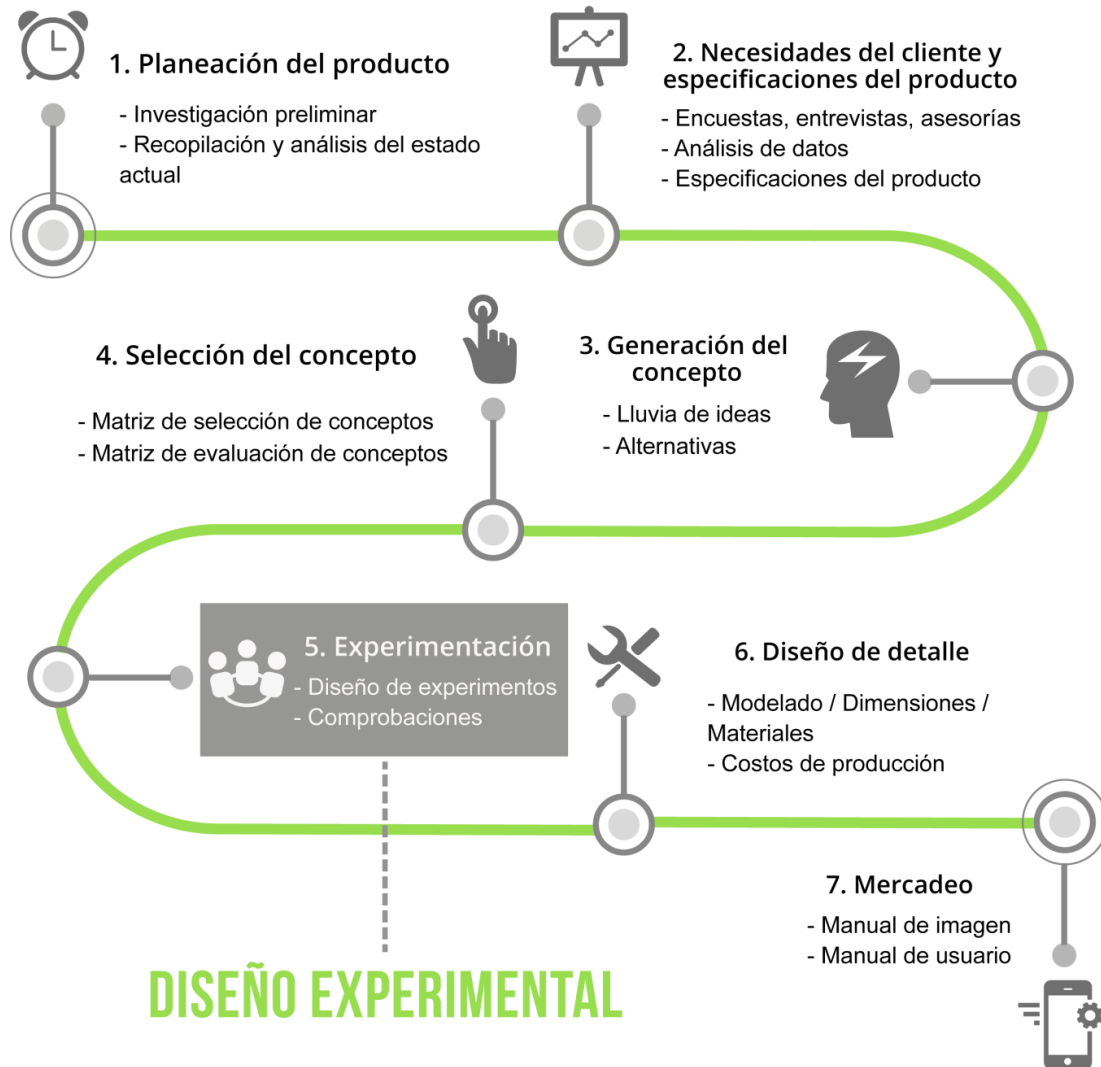 1. Planeación del producto
- Investigación preliminar
- Recopilación y análisis del estado
actual
2. Necesidades del cliente y
especificaciones del producto
- Encuestas, entrevistas, asesorías
- Análisis de datos
- Especificaciones del producto
3. Generación del
concepto
- Lluvia de ideas
- Alternativas
4. Selección del concepto
- Matriz de selección de conceptos
- Matriz de evaluación de conceptos
5. Experimentación
- Diseño de experimentos
- Comprobaciones
6. Diseño de detalle
- Modelado / Dimensiones /
Materiales
- Costos de producción
7. Mercadeo
- Manual de imagen
- Manual de usuario
DISEÑO EXPERIMENTAL